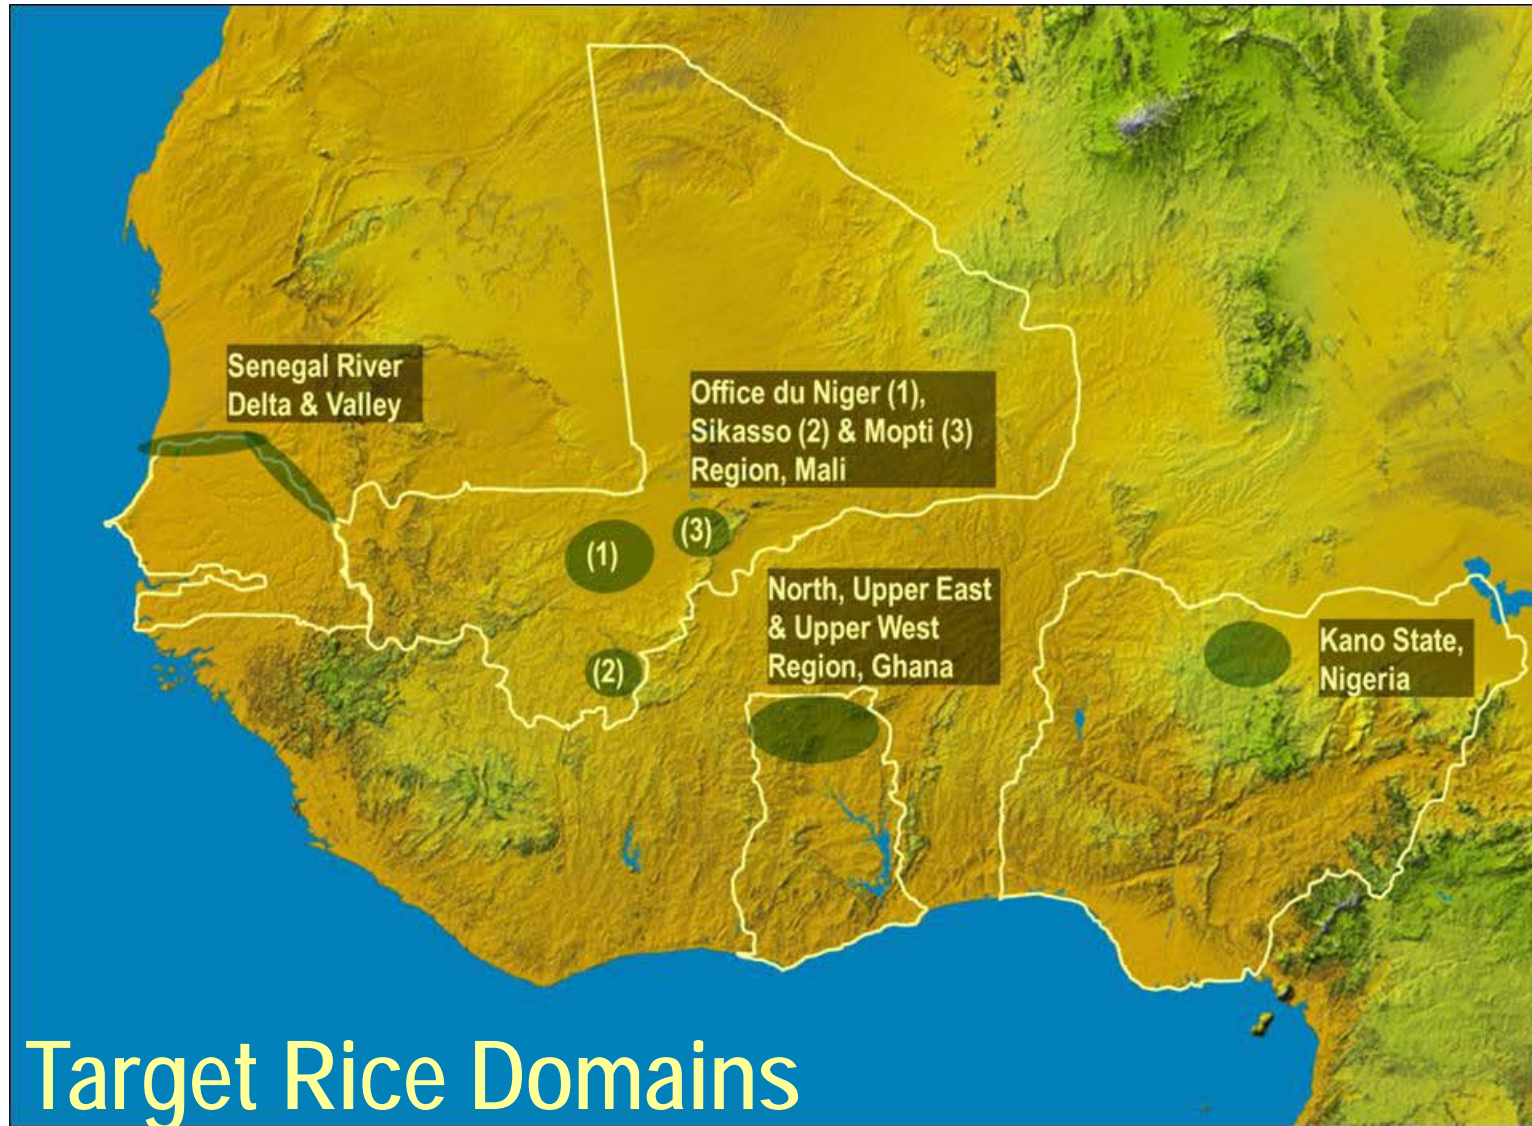 Senegal River
Delta & Valley
Office du Niger (1),
Sikasso (2) & Mopti (3)
Region, Mali
(1)
(3)
(2)
North, Upper East
& Upper West
Region, Ghana
Kano State,
Nigeria
Target Rice Domains